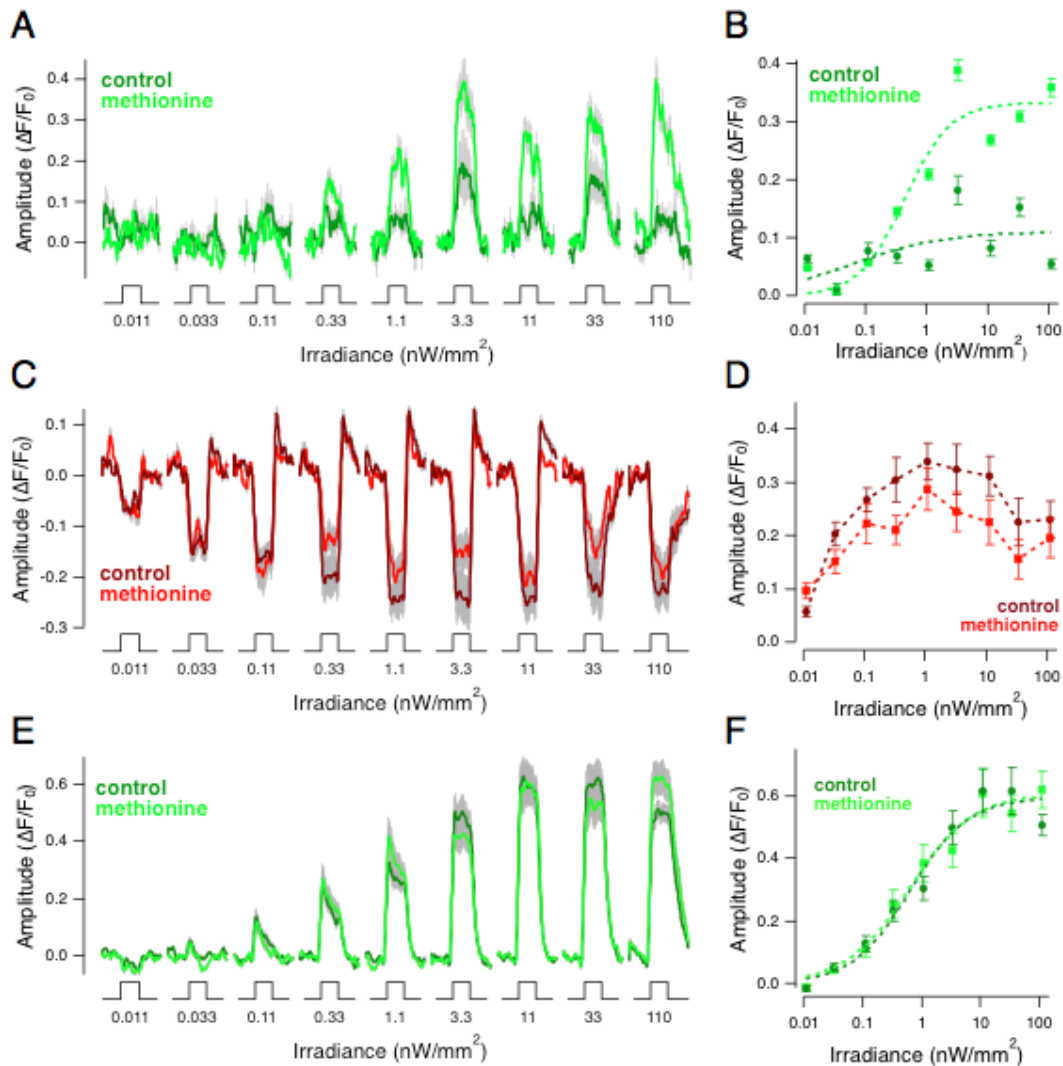 A
control
methionine
Amplitude (ΔF/F0)
0.4
0.3
0.2
0.1
0.0
0.011 0.033 0.11 0.33 1.1 3.3 11 33 110
Irradiance (nW/mm2)
B
control
methionine
Amplitude (ΔF/F0)
0.4
0.3
0.2
0.1
0.0
0.01 0.1 1 10 100
Irradiance (nW/mm2)
C
Amplitude (ΔF/F0)
0.1
0.0
-0.1
-0.2
-0.3
control
methionine
0.011 0.033 0.11 0.33 1.1 3.3 11 33 110
Irradiance (nW/mm2)
D
Amplitude (ΔF/F0)
0.4
0.3
0.2
0.1
0.0
control
methionine
0.01 0.1 1 10 100
Irradiance (nW/mm2)
E
control
methionine
Amplitude (ΔF/F0)
0.6
0.4
0.2
0.0
0.011 0.033 0.11 0.33 1.1 3.3 11 33 110
Irradiance (nW/mm2)
F
control
methionine
Amplitude (ΔF/F0)
0.6
0.4
0.2
0.0
0.01 0.1 1 10 100
Irradiance (nW/mm2)